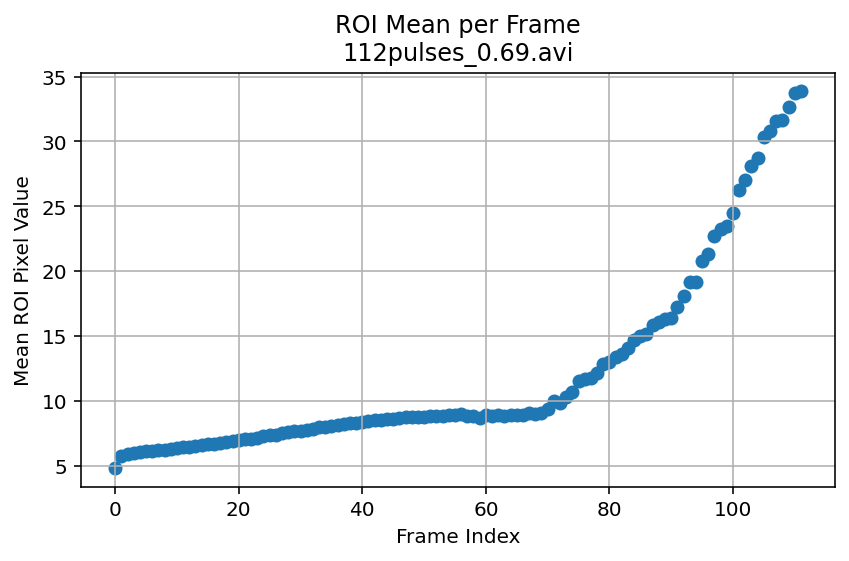 ROI Mean per Frame
112pulses_0.69.avi
Mean ROI Pixel Value
35
30
25
20
15
10
5
0 20 40 60 80 100
Frame Index